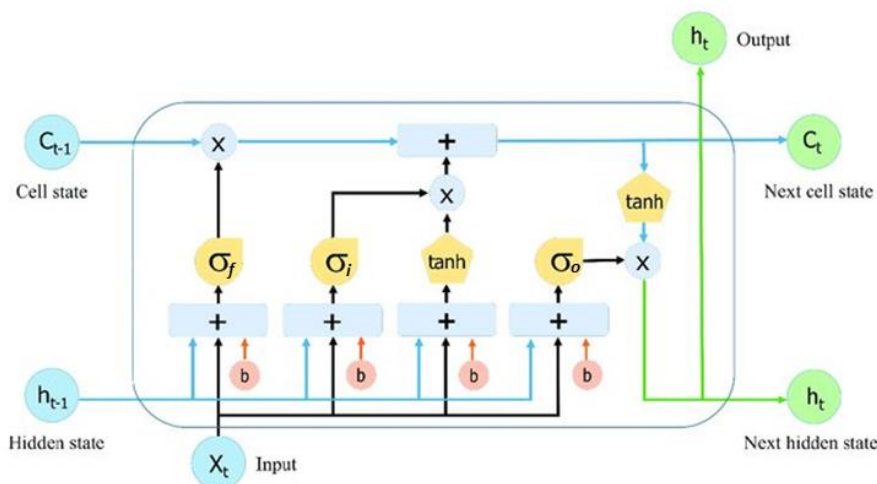 hₜ Output
Cₜ₋₁ x + Cₜ
Cell state Next cell state
x tanh
σf σi tanh σo x
+ + + +
b b b b
hₜ₋₁ hₜ
Hidden state Next hidden state
Xₜ Input